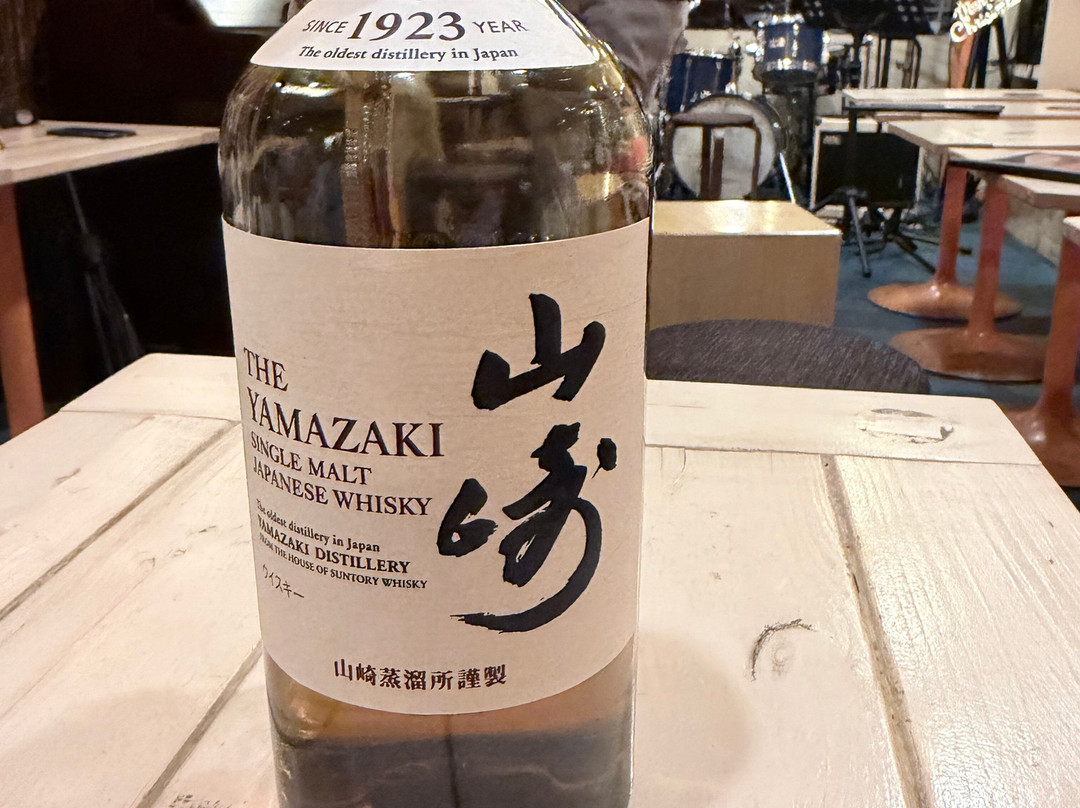 SINCE 1923 YEAR
The oldest distillery in Japan
THE
YAMAZAKI
SINGLE MALT
JAPANESE WHISKY
The oldest distillery in Japan
YAMAZAKI DISTILLERY
FROM THE HOUSE OF SUNTORY WHISKY
ウイスキー
山崎
山崎蒸溜所謹製
Merry
Christmas